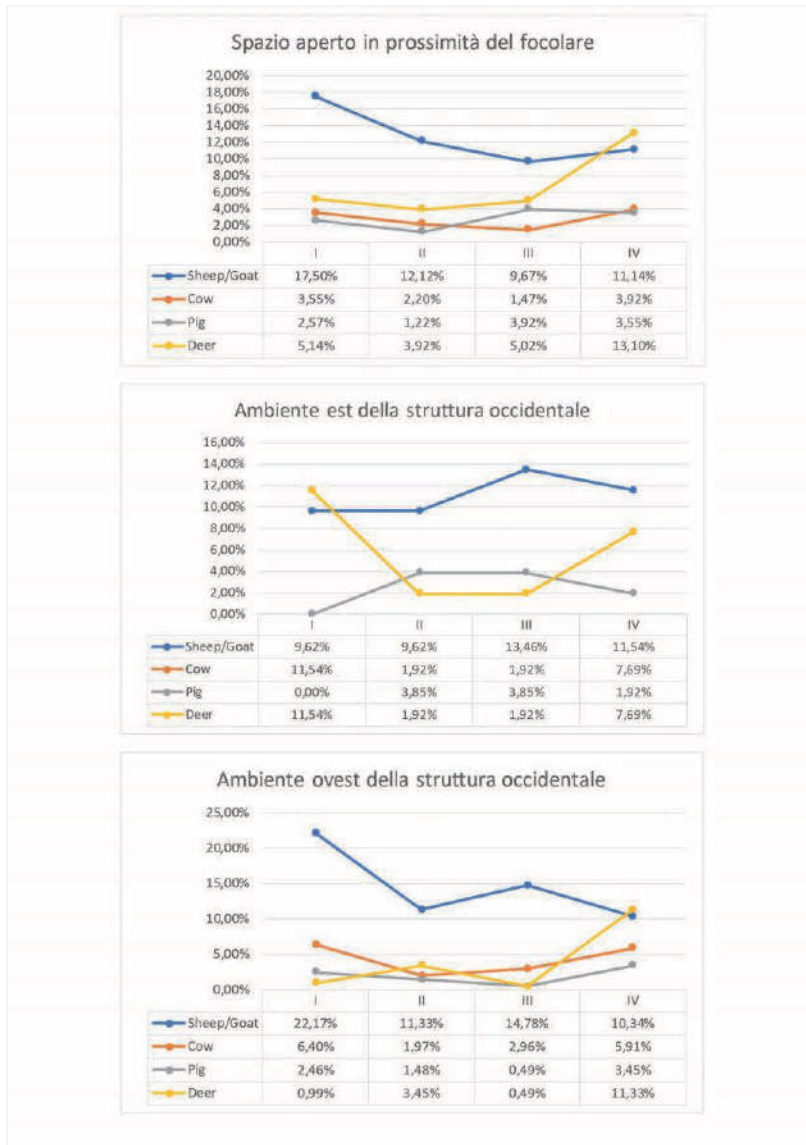 Spazio aperto in prossimità del focolare
20,00%
18,00%
16,00%
14,00%
12,00%
10,00%
8,00%
6,00%
4,00%
2,00%
0,00%
I II III IV
Sheep/Goat 17,50% 12,12% 9,67% 11,14%
Cow 3,55% 2,20% 1,47% 3,92%
Pig 2,57% 1,22% 3,92% 3,55%
Deer 5,14% 3,92% 5,02% 13,10%
Ambiente est della struttura occidentale
16,00%
14,00%
12,00%
10,00%
8,00%
6,00%
4,00%
2,00%
0,00%
I II III IV
Sheep/Goat 9,62% 9,62% 13,46% 11,54%
Cow 11,54% 1,92% 1,92% 7,69%
Pig 0,00% 3,85% 3,85% 1,92%
Deer 11,54% 1,92% 1,92% 7,69%
Ambiente ovest della struttura occidentale
25,00%
20,00%
15,00%
10,00%
5,00%
0,00%
I II III IV
Sheep/Goat 22,17% 11,33% 14,78% 10,34%
Cow 6,40% 1,97% 2,96% 5,91%
Pig 2,46% 1,48% 0,49% 3,45%
Deer 0,99% 3,45% 0,49% 11,33%